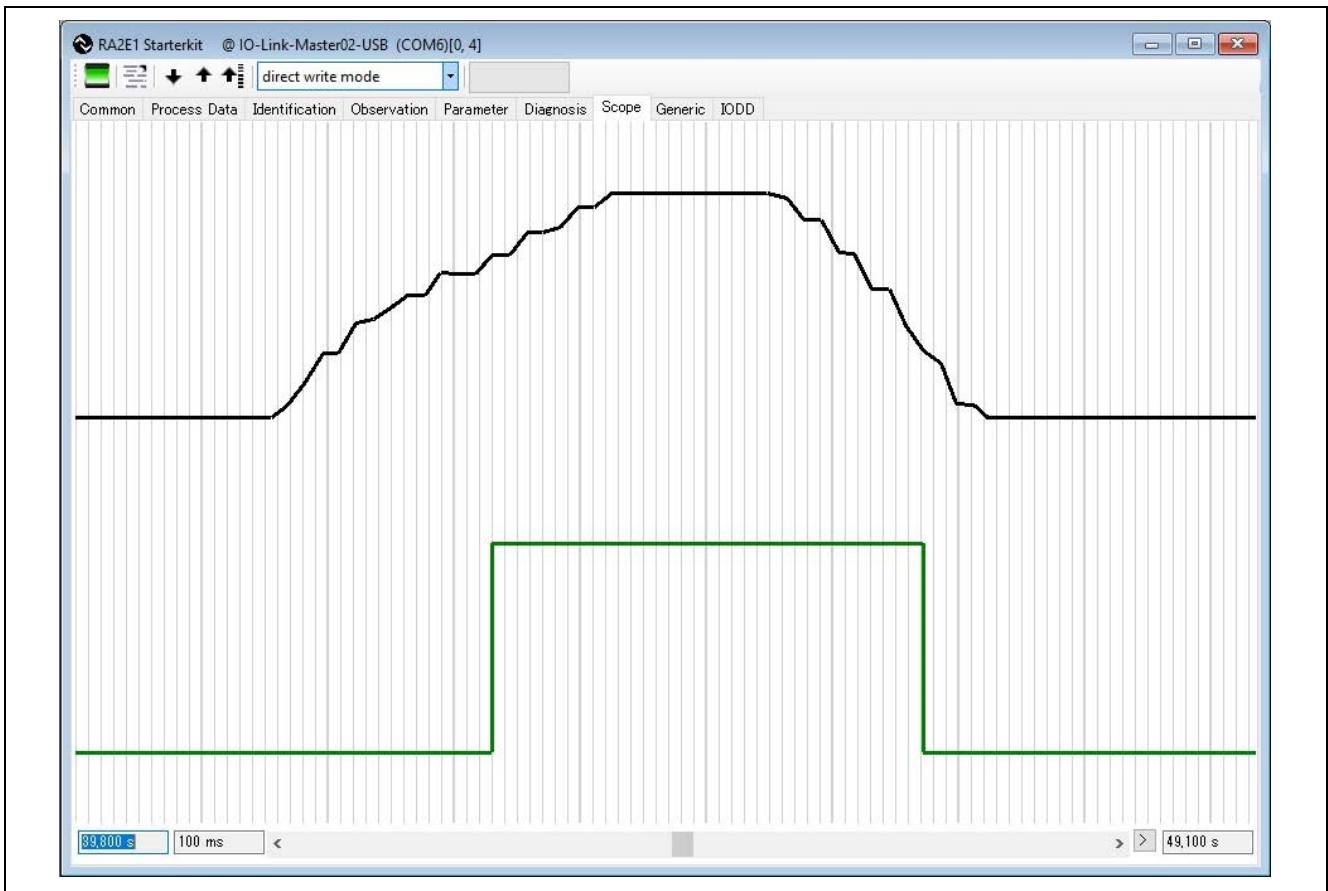 RA2E1 Starterkit @ IO-Link-Master02-USB (COM6)[0, 4]
direct write mode
Common Process Data Identification Observation Parameter Diagnosis Scope Generic IODD
39,800 s 100 ms < > > 49,100 s